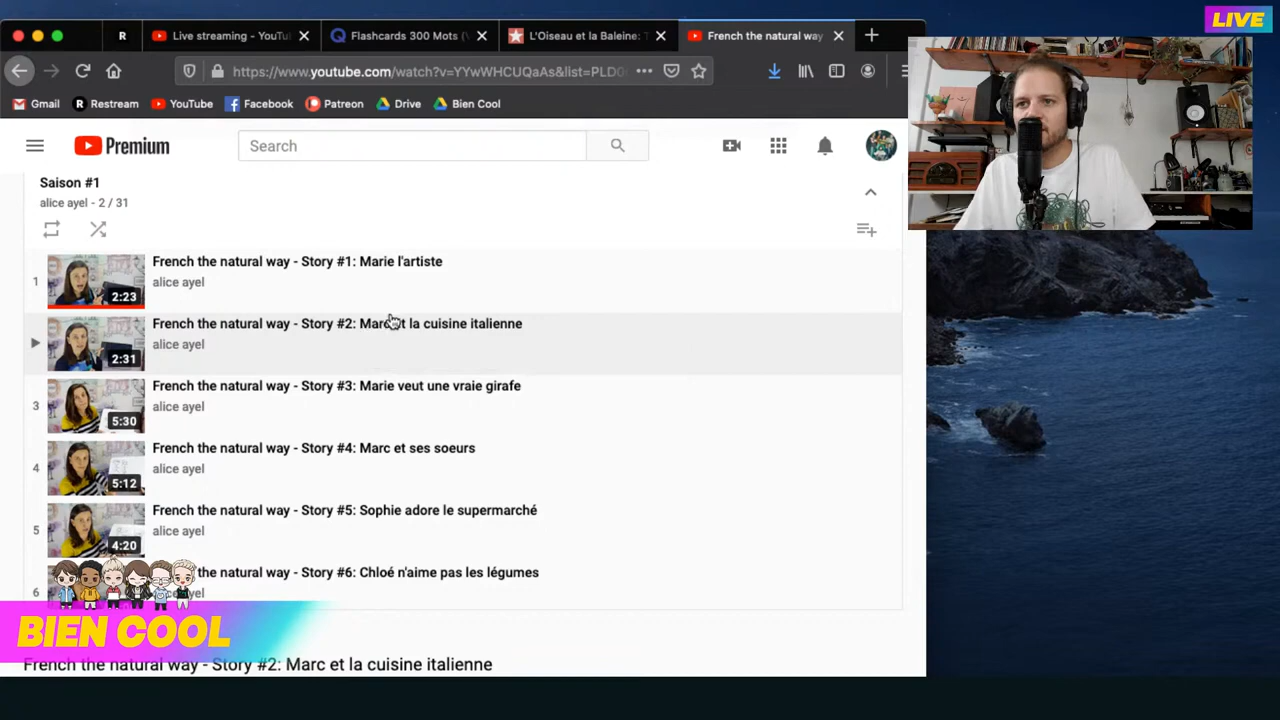 LIVE
R
Live streaming - YouTu
Flashcards 300 Mots (
L'Oiseau et la Baleine: T
French the natural way
https://www.youtube.com/watch?v=YYwWHCUQaAs&list=PLD0
Gmail
Restream
YouTube
Facebook
Patreon
Drive
Bien Cool
Premium
Search
Saison #1
alice ayel - 2 / 31
1
2:23
French the natural way - Story #1: Marie l'artiste
alice ayel
2:31
French the natural way - Story #2: Marc et la cuisine italienne
alice ayel
3
5:30
French the natural way - Story #3: Marie veut une vraie girafe
alice ayel
4
5:12
French the natural way - Story #4: Marc et ses soeurs
alice ayel
5
4:20
French the natural way - Story #5: Sophie adore le supermarché
alice ayel
6
the natural way - Story #6: Chloé n'aime pas les légumes
ayel
BIEN COOL
French the natural way - Story #2: Marc et la cuisine italienne